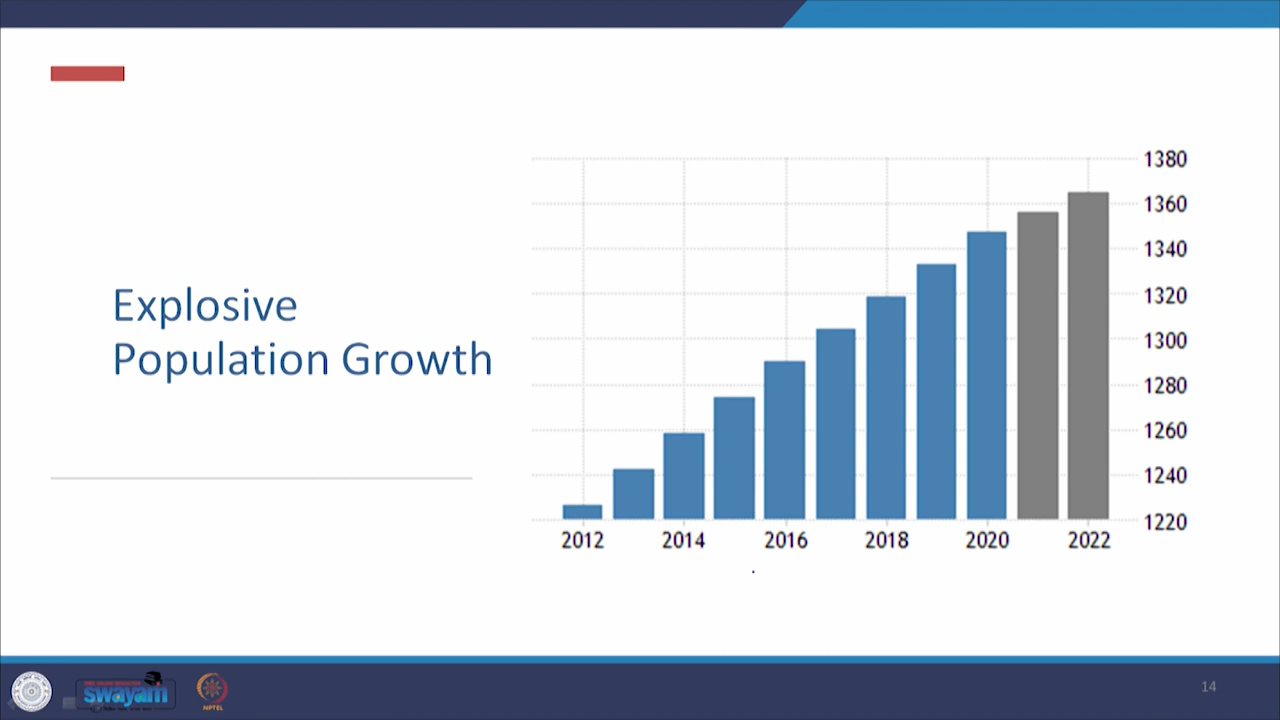 Explosive
Population Growth
1380
1360
1340
1320
1300
1280
1260
1240
1220
2012 2014 2016 2018 2020 2022
swayam
NPTEL
14